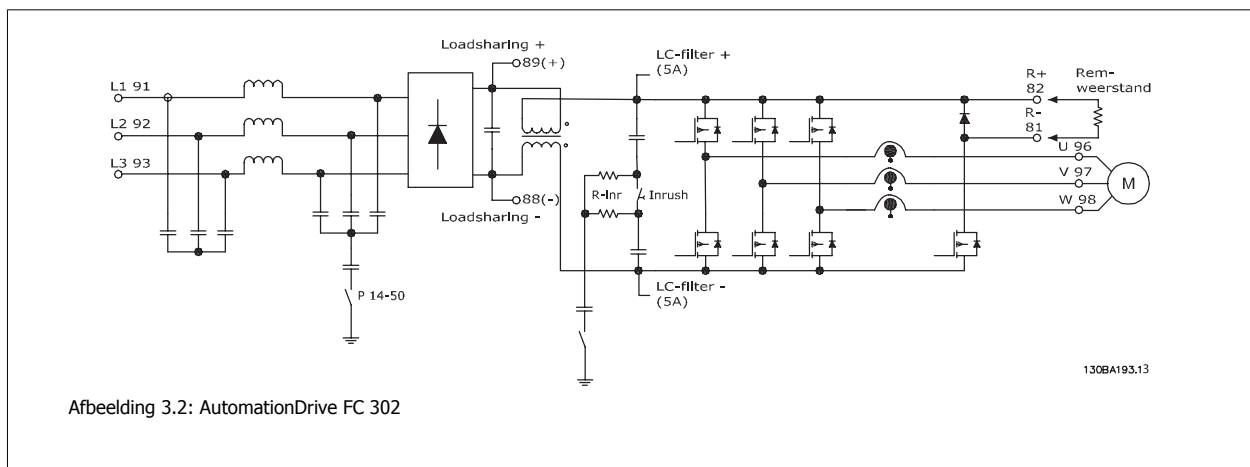 Loadsharing +
89(+)
LC-filter +
(5A)
R+
82
Rem-
weerstand
L1 91
L2 92
L3 93
R-
81
U 96
V 97
W 98
M
R-inr
Inrush
88(-)
Loadsharing -
LC-filter -
(5A)
P 14-50
130BA193.13
Afbeelding 3.2: AutomationDrive FC 302